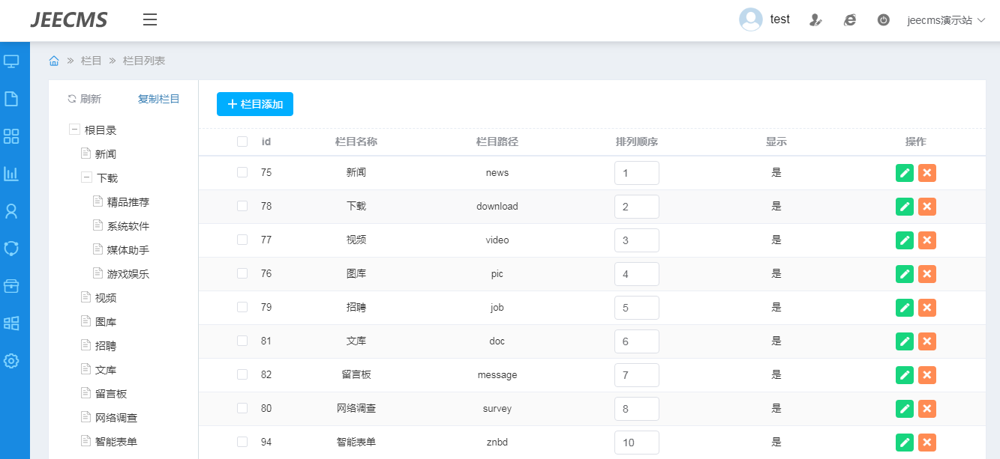 JEECMS
test
jeecms演示站
栏目
栏目列表
刷新
复制栏目
根目录
新闻
下载
精品推荐
系统软件
媒体助手
游戏娱乐
视频
图库
招聘
文库
留言板
网络调查
智能表单
栏目添加
id 栏目名称 栏目路径 排列顺序 显示 操作
75 新闻 news 1 是
78 下载 download 2 是
77 视频 video 3 是
76 图库 pic 4 是
79 招聘 job 5 是
81 文库 doc 6 是
82 留言板 message 7 是
80 网络调查 survey 8 是
94 智能表单 znbd 10 是